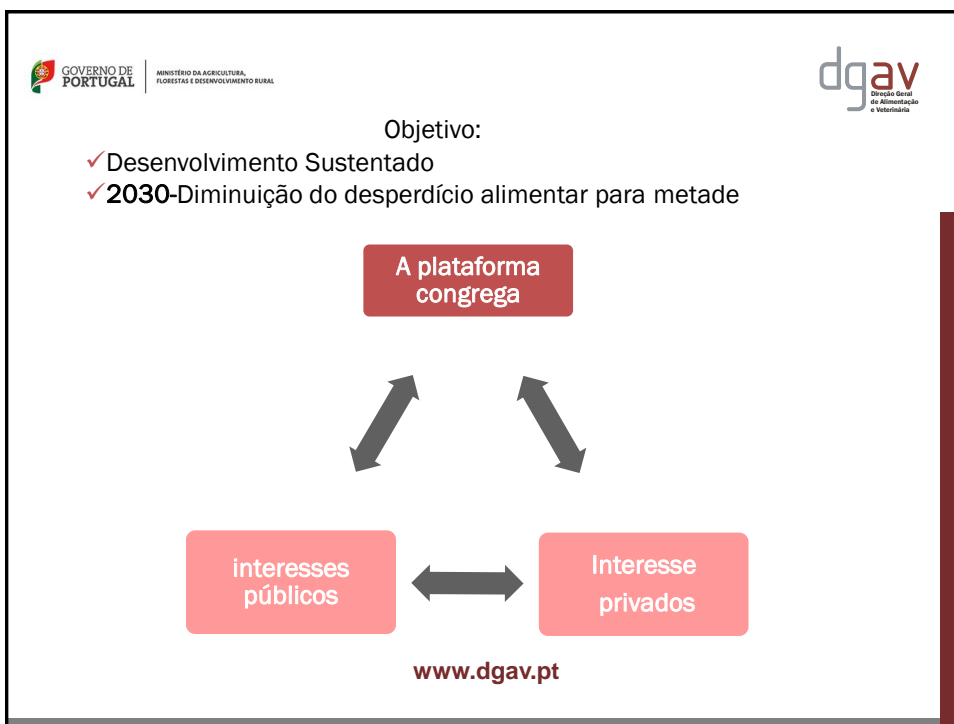 GOVERNO DE
PORTUGAL
MINISTÉRIO DA AGRICULTURA,
FLORESTAS E DESENVOLVIMENTO RURAL
dgav
Direção Geral
de Alimentação
e Veterinária
Objetivo:
✓Desenvolvimento Sustentado
✓2030-Diminuição do desperdício alimentar para metade
A plataforma
congrega
interesses
públicos
Interesse
privados
www.dgav.pt